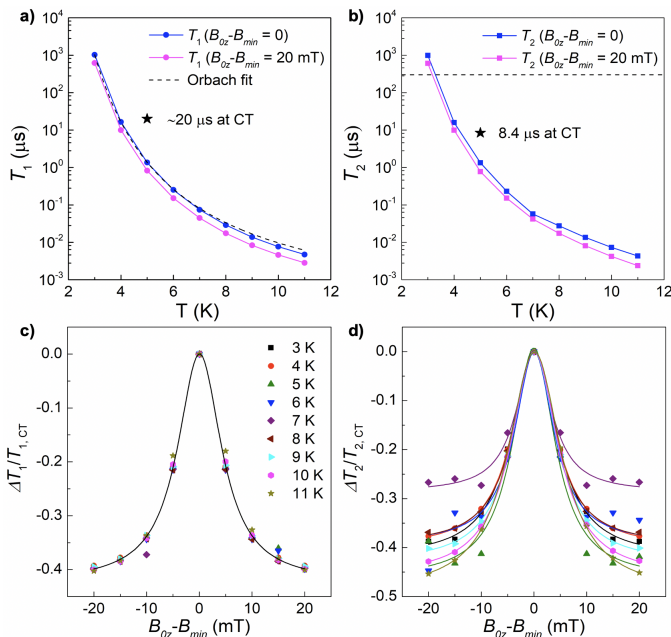 a)
T₁ (B₀z-Bmin = 0)
T₁ (B₀z-Bmin = 20 mT)
Orbach fit
~20 μs at CT
T₁ (μs)
10⁴
10³
10²
10¹
10⁰
10⁻¹
10⁻²
10⁻³
2 4 6 8 10 12
T (K)
b)
T₂ (B₀z-Bmin = 0)
T₂ (B₀z-Bmin = 20 mT)
8.4 μs at CT
T₂ (μs)
10⁴
10³
10²
10¹
10⁰
10⁻¹
10⁻²
10⁻³
2 4 6 8 10 12
T (K)
c)
3 K
4 K
5 K
6 K
7 K
8 K
9 K
10 K
11 K
ΔT₁/T₁, CT
0.0
-0.1
-0.2
-0.3
-0.4
-20 -10 0 10 20
B₀z-Bmin (mT)
d)
ΔT₂/T₂, CT
0.0
-0.1
-0.2
-0.3
-0.4
-0.5
-20 -10 0 10 20
B₀z-Bmin (mT)